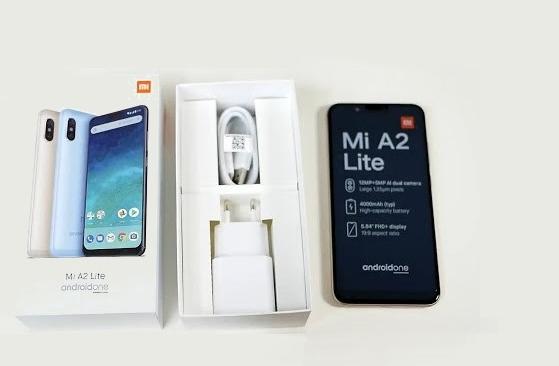 MI
Mi A2 Lite
androidone
MI
Mi A2
Lite
12MP+5MP AI dual camera
Large 1.25μm pixels
4000mAh (typ)
High-capacity battery
5.84" FHD+ display
19:9 aspect ratio
androidone